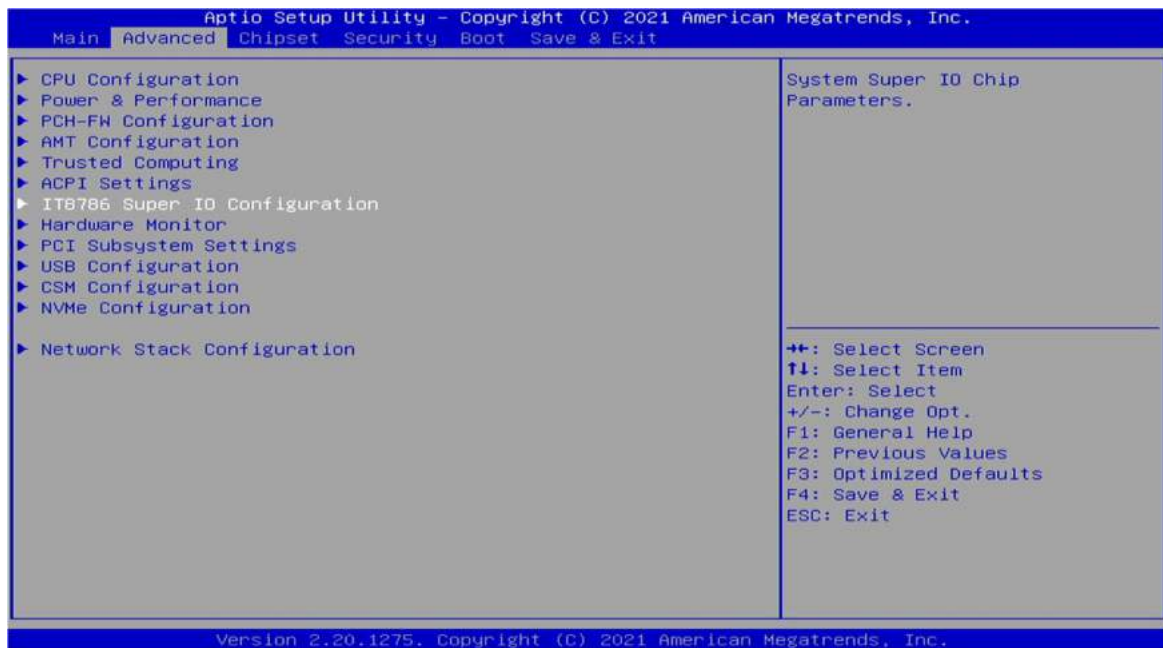 Aptio Setup Utility – Copyright (C) 2021 American Megatrends, Inc.
Main Advanced Chipset Security Boot Save & Exit
▶ CPU Configuration
▶ Power & Performance
▶ PCH-FW Configuration
▶ AMT Configuration
▶ Trusted Computing
▶ ACPI Settings
▶ IT8786 Super IO Configuration
▶ Hardware Monitor
▶ PCI Subsystem Settings
▶ USB Configuration
▶ CSM Configuration
▶ NVMe Configuration
▶ Network Stack Configuration
System Super IO Chip
Parameters.
→←: Select Screen
↑↓: Select Item
Enter: Select
+/-: Change Opt.
F1: General Help
F2: Previous Values
F3: Optimized Defaults
F4: Save & Exit
ESC: Exit
Version 2.20.1275. Copyright (C) 2021 American Megatrends, Inc.